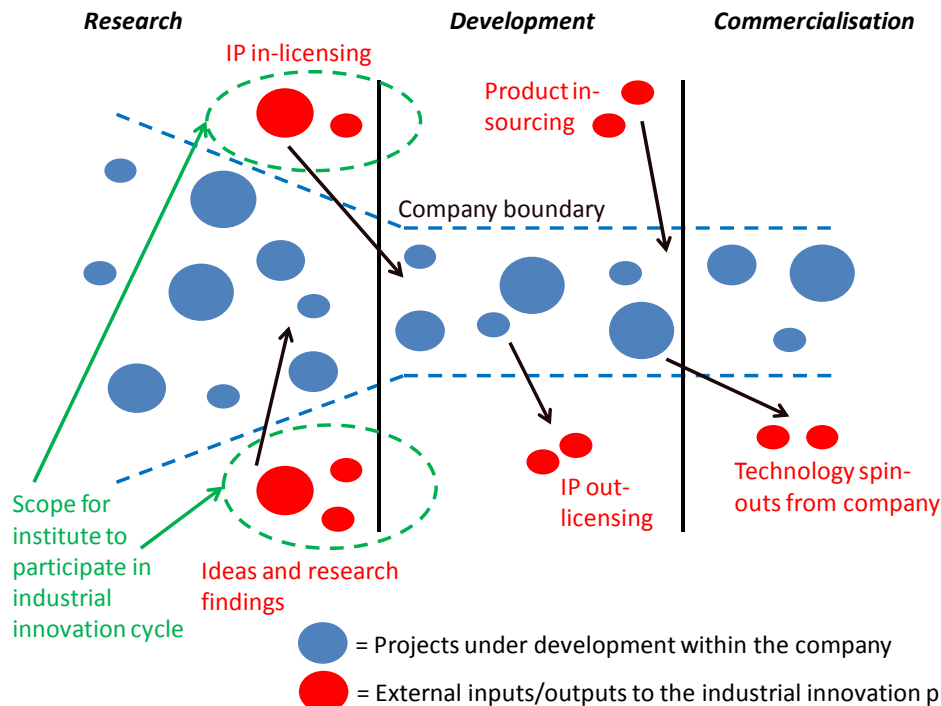 Research
Development
Commercialisation
IP in-licensing
Product in-
sourcing
Company boundary
Scope for
institute to
participate in
industrial
innovation cycle
Ideas and research
findings
IP out-
licensing
Technology spin-
outs from company
= Projects under development within the company
= External inputs/outputs to the industrial innovation p